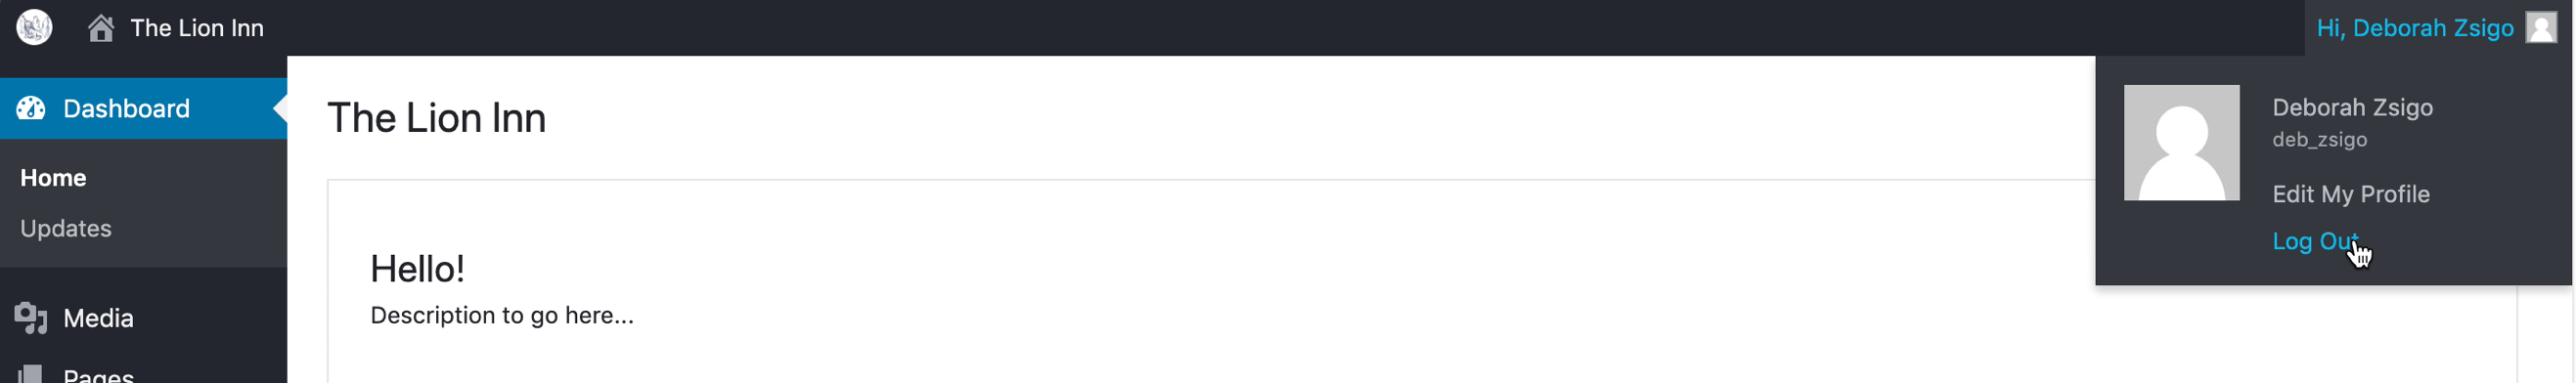 The Lion Inn
Hi, Deborah Zsigo
Dashboard
Home
Updates
Media
Pages
The Lion Inn
Hello!
Description to go here...
Deborah Zsigo
deb_zsigo
Edit My Profile
Log Out